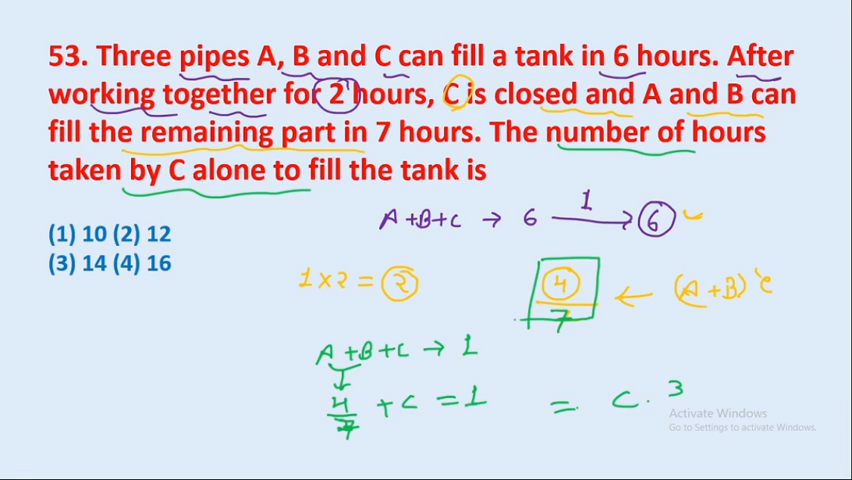 53. Three pipes A, B and C can fill a tank in 6 hours. After
working together for 2 hours, C is closed and A and B can
fill the remaining part in 7 hours. The number of hours
taken by C alone to fill the tank is
(1) 10 (2) 12
(3) 14 (4) 16
A+B+C → 6 1 → 6
1×2 = 2
4/7 ← (A+B)'c
A+B+C → 1
4/7 + C = 1 = C. 3
Activate Windows
Go to Settings to activate Windows.